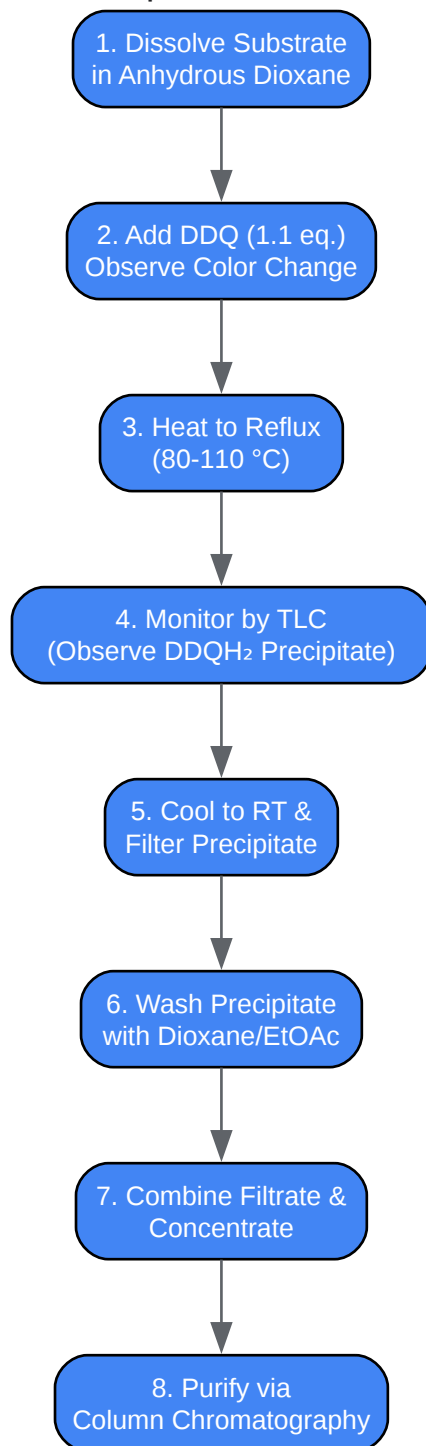 1. Dissolve Substrate
in Anhydrous Dioxane
2. Add DDQ (1.1 eq.)
Observe Color Change
3. Heat to Reflux
(80-110 °C)
4. Monitor by TLC
(Observe DDQH₂ Precipitate)
5. Cool to RT &
Filter Precipitate
6. Wash Precipitate
with Dioxane/EtOAc
7. Combine Filtrate &
Concentrate
8. Purify via
Column Chromatography